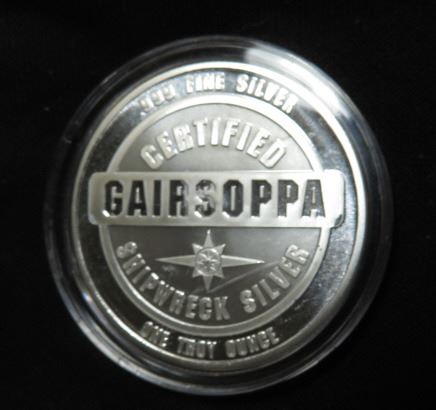 .999 FINE SILVER
CERTIFIED
GAIRSOPPA
SHIPWRECK SILVER
ONE TROY OUNCE